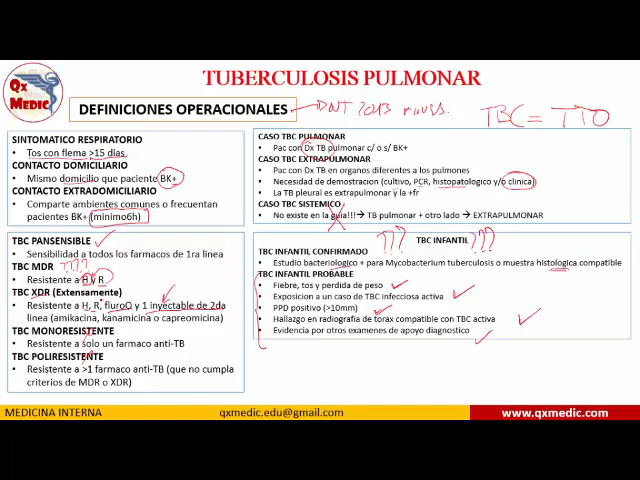 Qx
MEDIC
TUBERCULOSIS PULMONAR
DEFINICIONES OPERACIONALES
DNT 2013
TBC = TTO
SINTOMATICO RESPIRATORIO
Tos con flema >15 dias
CONTACTO DOMICILIARIO
Mismo domicilio que paciente BK+
CONTACTO EXTRADOMICILIARIO
Comparte ambientes comunes o frecuentan
pacientes BK+ (minimo6h)
CASO TBC PULMONAR
Pac con Dx TB pulmonar c/ o s/ BK+
CASO TBC EXTRAPULMONAR
Pac con Dx TB en organos diferentes a los pulmones
Necesidad de demostracion (cultivo, PCR, histopatologico y/o clinica)
La TB pleural es extrapulmonar y la +fr
CASO TBC SISTEMICO
No existe en la guia!!! → TB pulmonar + otro lado → EXTRAPULMONAR
TBC PANSENSIBLE
Sensibilidad a todos los farmacos de 1ra linea
TBC MDR ????
Resistente a H y R
TBC XDR (Extensamente)
Resistente a H, R, fluroQ y 1 inyectable de 2da
linea (amikacina, kanamicina o capreomicina)
TBC MONORESISTENTE
Resistente a solo un farmaco anti-TB
TBC POLIRESISTENTE
Resistente a >1 farmaco anti-TB (que no cumpla
criterios de MDR o XDR)
??? TBC INFANTIL ???
TBC INFANTIL CONFIRMADO
Estudio bacteriologico + para Mycobacterium tuberculosis o muestra histologica compatible
TBC INFANTIL PROBABLE
Fiebre, tos y perdida de peso
Exposicion a un caso de TBC infecciosa activa
PPD positivo (>10mm)
Hallazgo en radiografia de torax compatible con TBC activa
Evidencia por otros examenes de apoyo diagnostico
MEDICINA INTERNA
qxmedic.edu@gmail.com
www.qxmedic.com